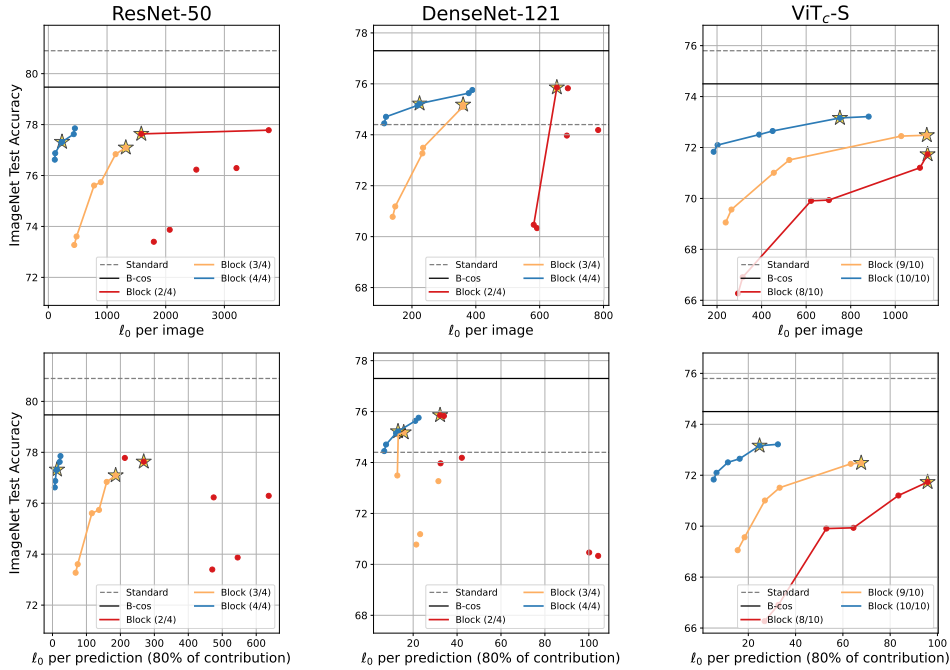 ResNet-50
DenseNet-121
ViT_c-S
ImageNet Test Accuracy
80
78
76
74
72
0
1000
2000
3000
ℓ0 per image
Standard
B-cos
Block (2/4)
Block (3/4)
Block (4/4)
78
76
74
72
70
68
200
400
600
800
ℓ0 per image
Standard
B-cos
Block (2/4)
Block (3/4)
Block (4/4)
76
74
72
70
68
66
200
400
600
800
1000
ℓ0 per image
Standard
B-cos
Block (8/10)
Block (9/10)
Block (10/10)
ImageNet Test Accuracy
80
78
76
74
72
0
100
200
300
400
500
600
ℓ0 per prediction (80% of contribution)
Standard
B-cos
Block (2/4)
Block (3/4)
Block (4/4)
78
76
74
72
70
68
20
40
60
80
100
ℓ0 per prediction (80% of contribution)
Standard
B-cos
Block (2/4)
Block (3/4)
Block (4/4)
76
74
72
70
68
66
0
20
40
60
80
100
ℓ0 per prediction (80% of contribution)
Standard
B-cos
Block (8/10)
Block (9/10)
Block (10/10)